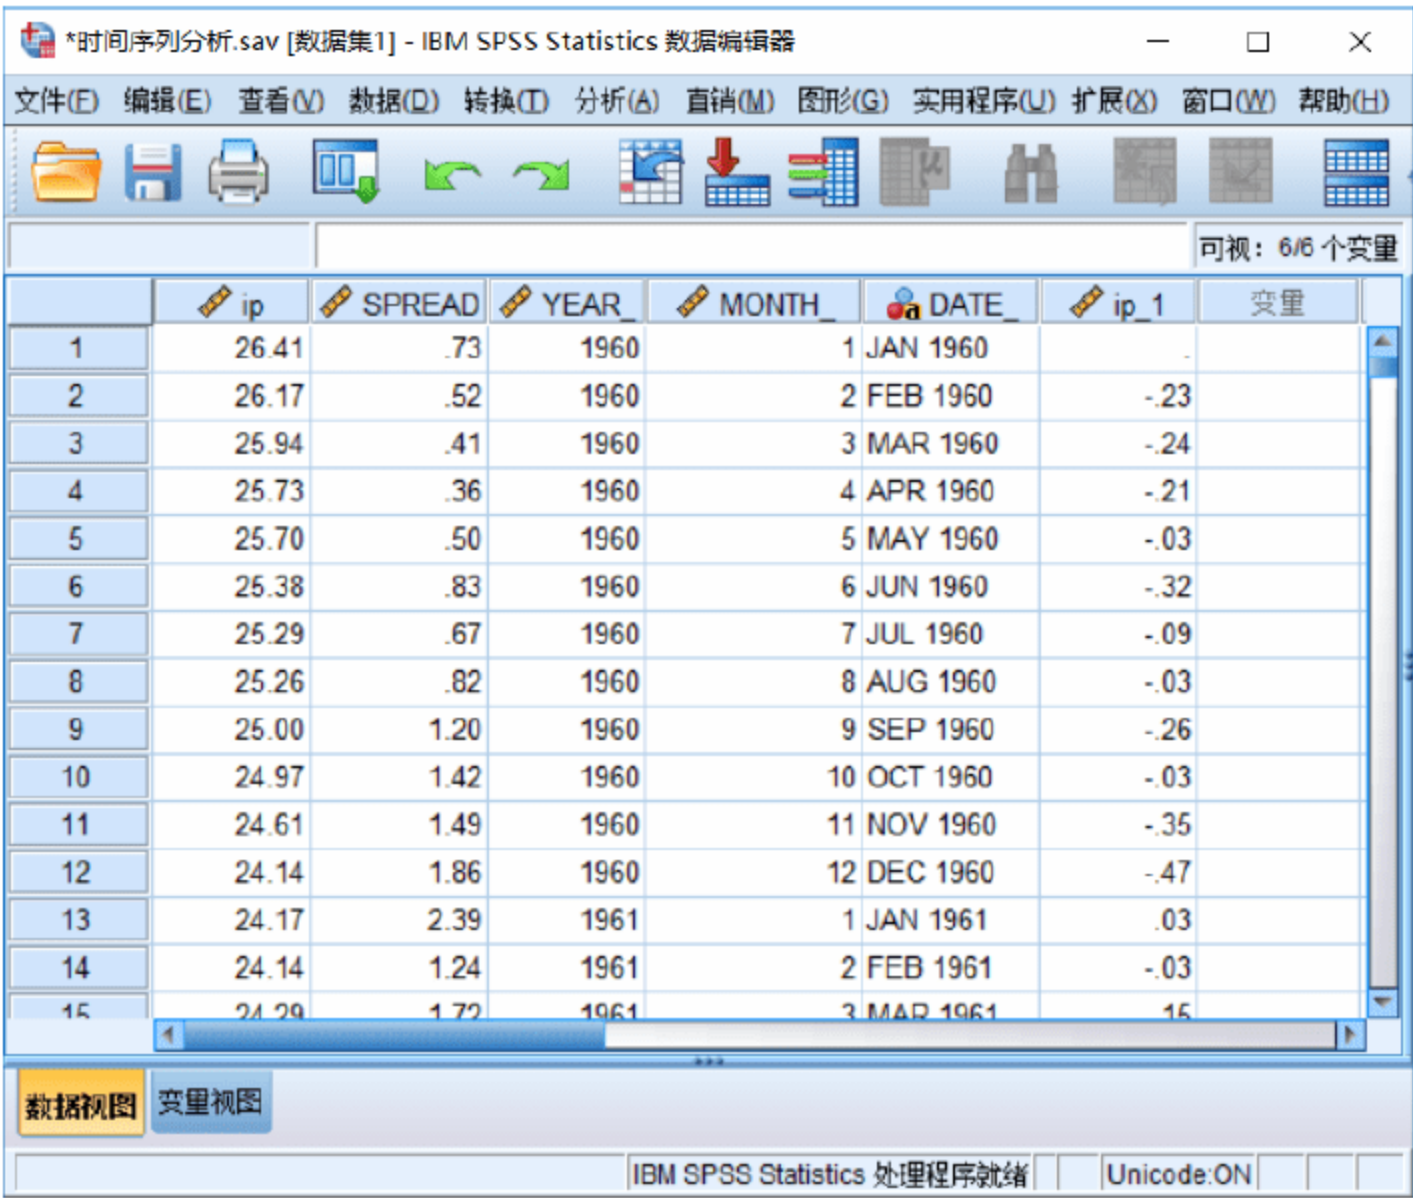 *时间序列分析.sav [数据集1] - IBM SPSS Statistics 数据编辑器
文件(F) 编辑(E) 查看(V) 数据(D) 转换(T) 分析(A) 直销(M) 图形(G) 实用程序(U) 扩展(X) 窗口(W) 帮助(H)
可视: 6/6 个变量
ip SPREAD YEAR_ MONTH_ DATE_ ip_1 变量
1 26.41 .73 1960 1 JAN 1960 .
2 26.17 .52 1960 2 FEB 1960 -.23
3 25.94 .41 1960 3 MAR 1960 -.24
4 25.73 .36 1960 4 APR 1960 -.21
5 25.70 .50 1960 5 MAY 1960 -.03
6 25.38 .83 1960 6 JUN 1960 -.32
7 25.29 .67 1960 7 JUL 1960 -.09
8 25.26 .82 1960 8 AUG 1960 -.03
9 25.00 1.20 1960 9 SEP 1960 -.26
10 24.97 1.42 1960 10 OCT 1960 -.03
11 24.61 1.49 1960 11 NOV 1960 -.35
12 24.14 1.86 1960 12 DEC 1960 -.47
13 24.17 2.39 1961 1 JAN 1961 .03
14 24.14 1.24 1961 2 FEB 1961 -.03
15 24.29 1.72 1961 3 MAR 1961 .15
数据视图 变量视图
IBM SPSS Statistics 处理程序就绪 Unicode:ON